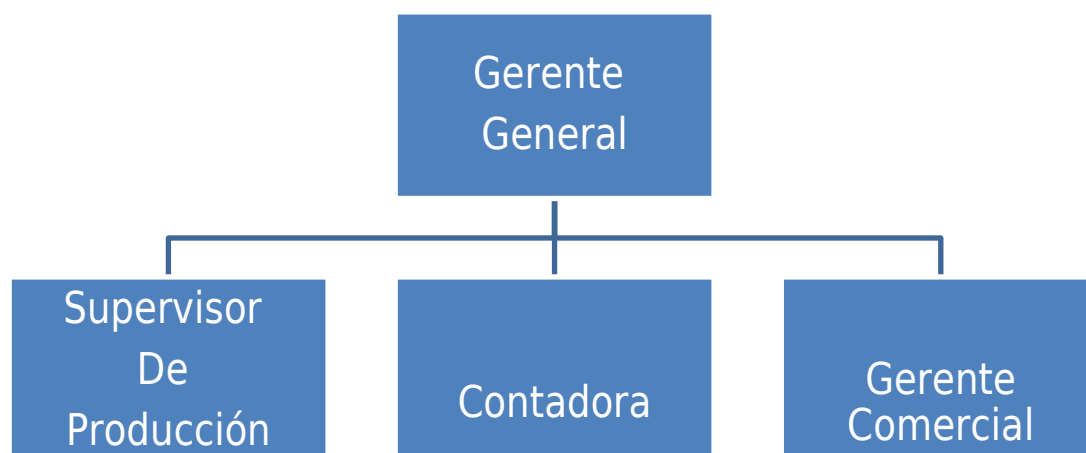 Gerente
General
Supervisor
De
Producción
Contadora
Gerente
Comercial